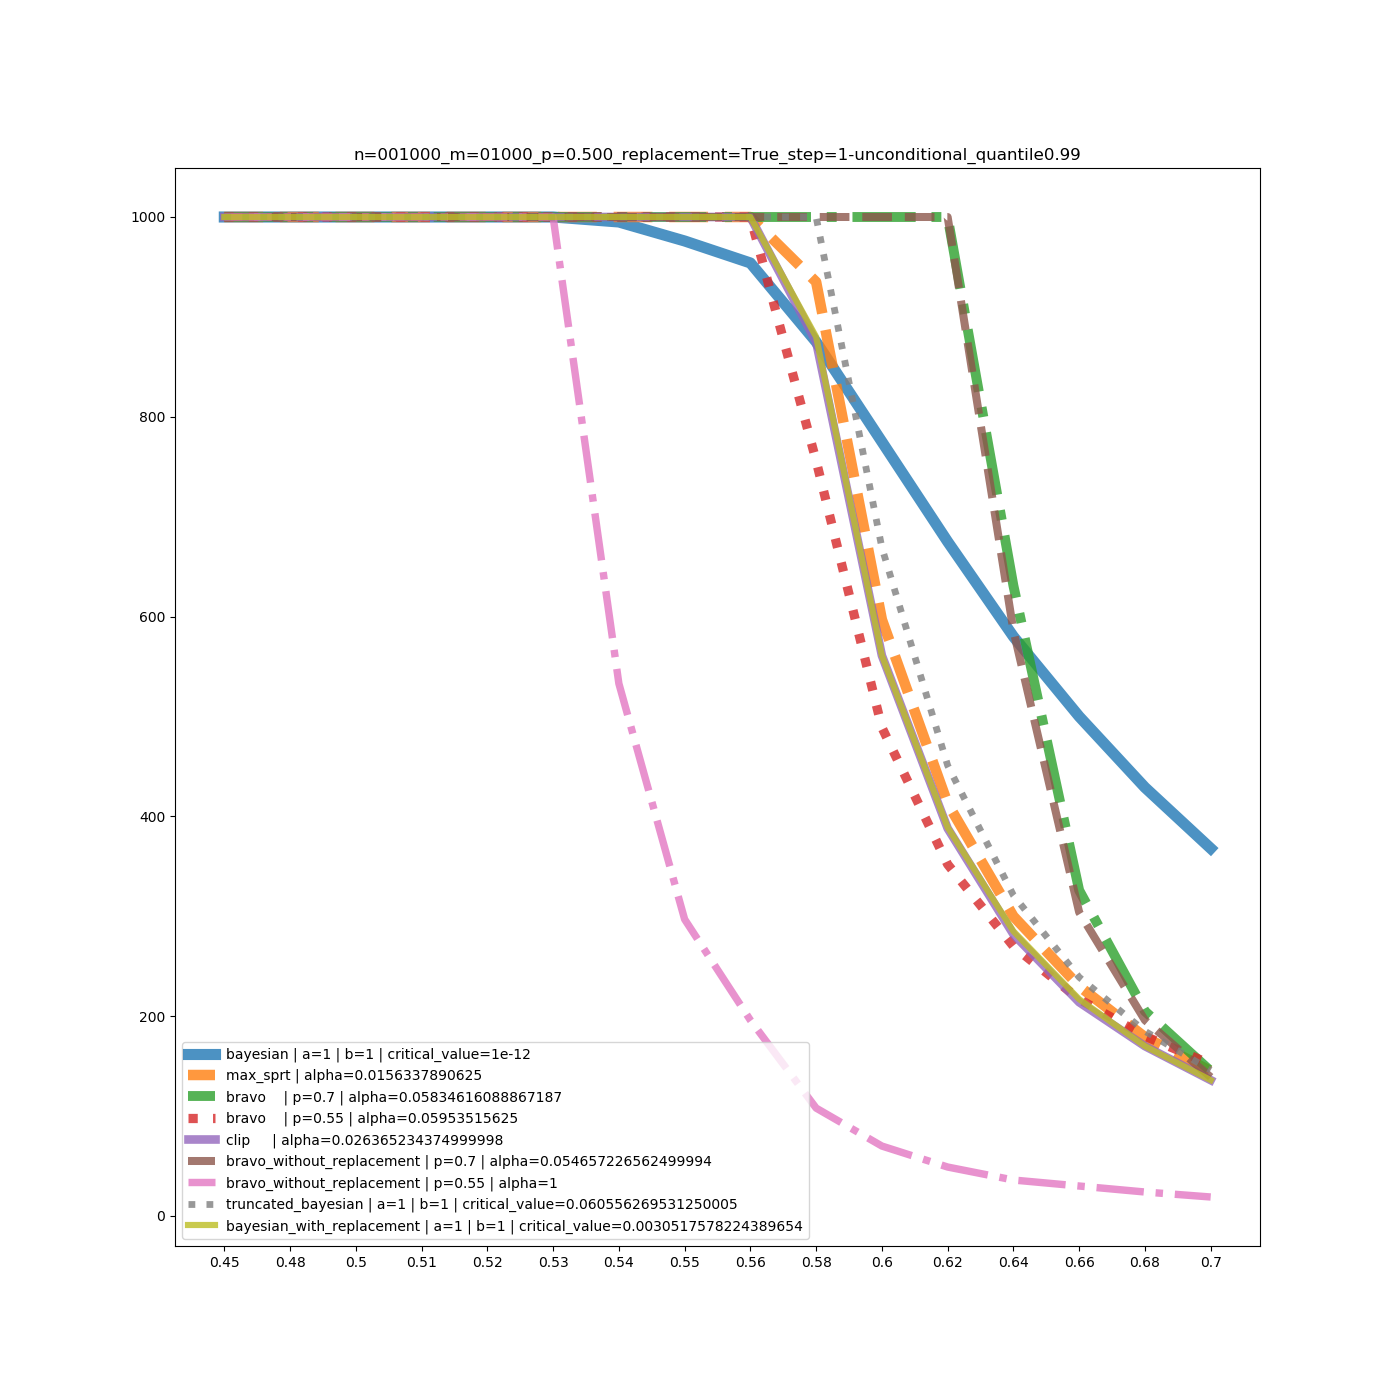 n=001000_m=01000_p=0.500_replacement=True_step=1-unconditional_quantile0.99
1000
800
600
400
200
0
bayesian | a=1 | b=1 | critical_value=1e-12
max_sprt | alpha=0.0156337890625
bravo    | p=0.7 | alpha=0.05834616088867187
bravo    | p=0.55 | alpha=0.05953515625
clip     | alpha=0.026365234374999998
bravo_without_replacement | p=0.7 | alpha=0.054657226562499994
bravo_without_replacement | p=0.55 | alpha=1
truncated_bayesian | a=1 | b=1 | critical_value=0.060556269531250005
bayesian_with_replacement | a=1 | b=1 | critical_value=0.0030517578224389654
0.45 0.48 0.5 0.51 0.52 0.53 0.54 0.55 0.56 0.58 0.6 0.62 0.64 0.66 0.68 0.7